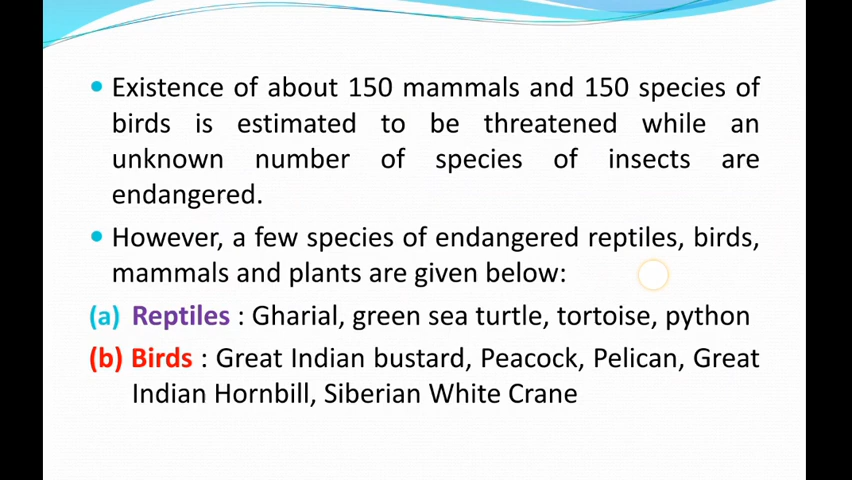 • Existence of about 150 mammals and 150 species of
birds is estimated to be threatened while an
unknown number of species of insects are
endangered.
• However, a few species of endangered reptiles, birds,
mammals and plants are given below:
(a) Reptiles : Gharial, green sea turtle, tortoise, python
(b) Birds : Great Indian bustard, Peacock, Pelican, Great
Indian Hornbill, Siberian White Crane